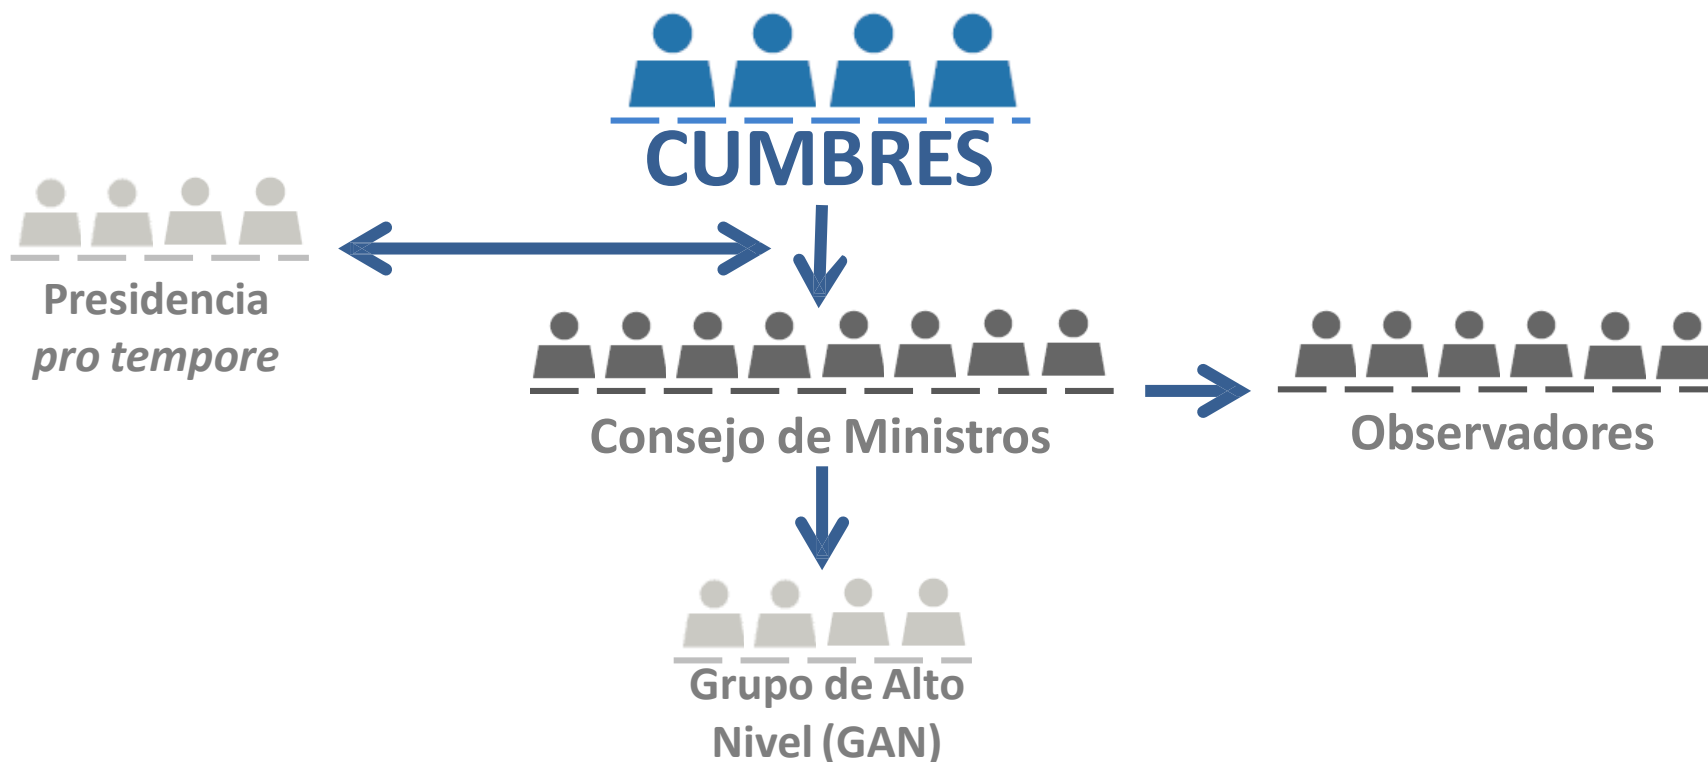 CUMBRES
Presidencia
pro tempore
Consejo de Ministros
Observadores
Grupo de Alto
Nivel (GAN)